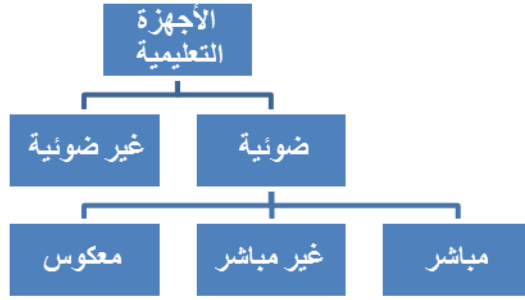 الأجهزة
التعليمية
ضوئية
غير ضوئية
مباشر
غير مباشر
معكوس